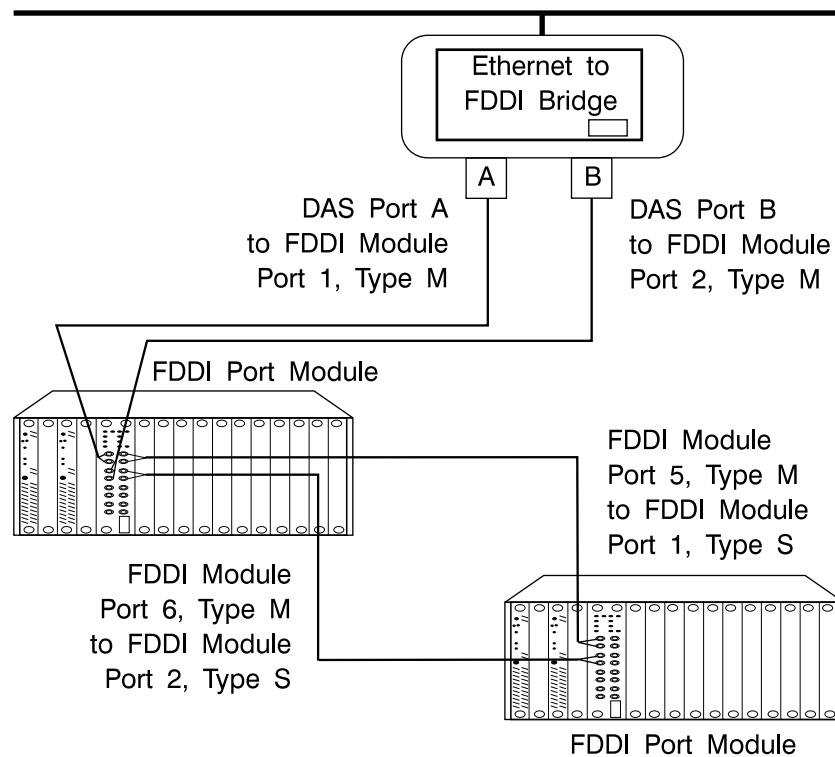 Ethernet to
FDDI Bridge
A
B
DAS Port A
to FDDI Module
Port 1, Type M
DAS Port B
to FDDI Module
Port 2, Type M
FDDI Port Module
FDDI Module
Port 5, Type M
to FDDI Module
Port 1, Type S
FDDI Module
Port 6, Type M
to FDDI Module
Port 2, Type S
FDDI Port Module